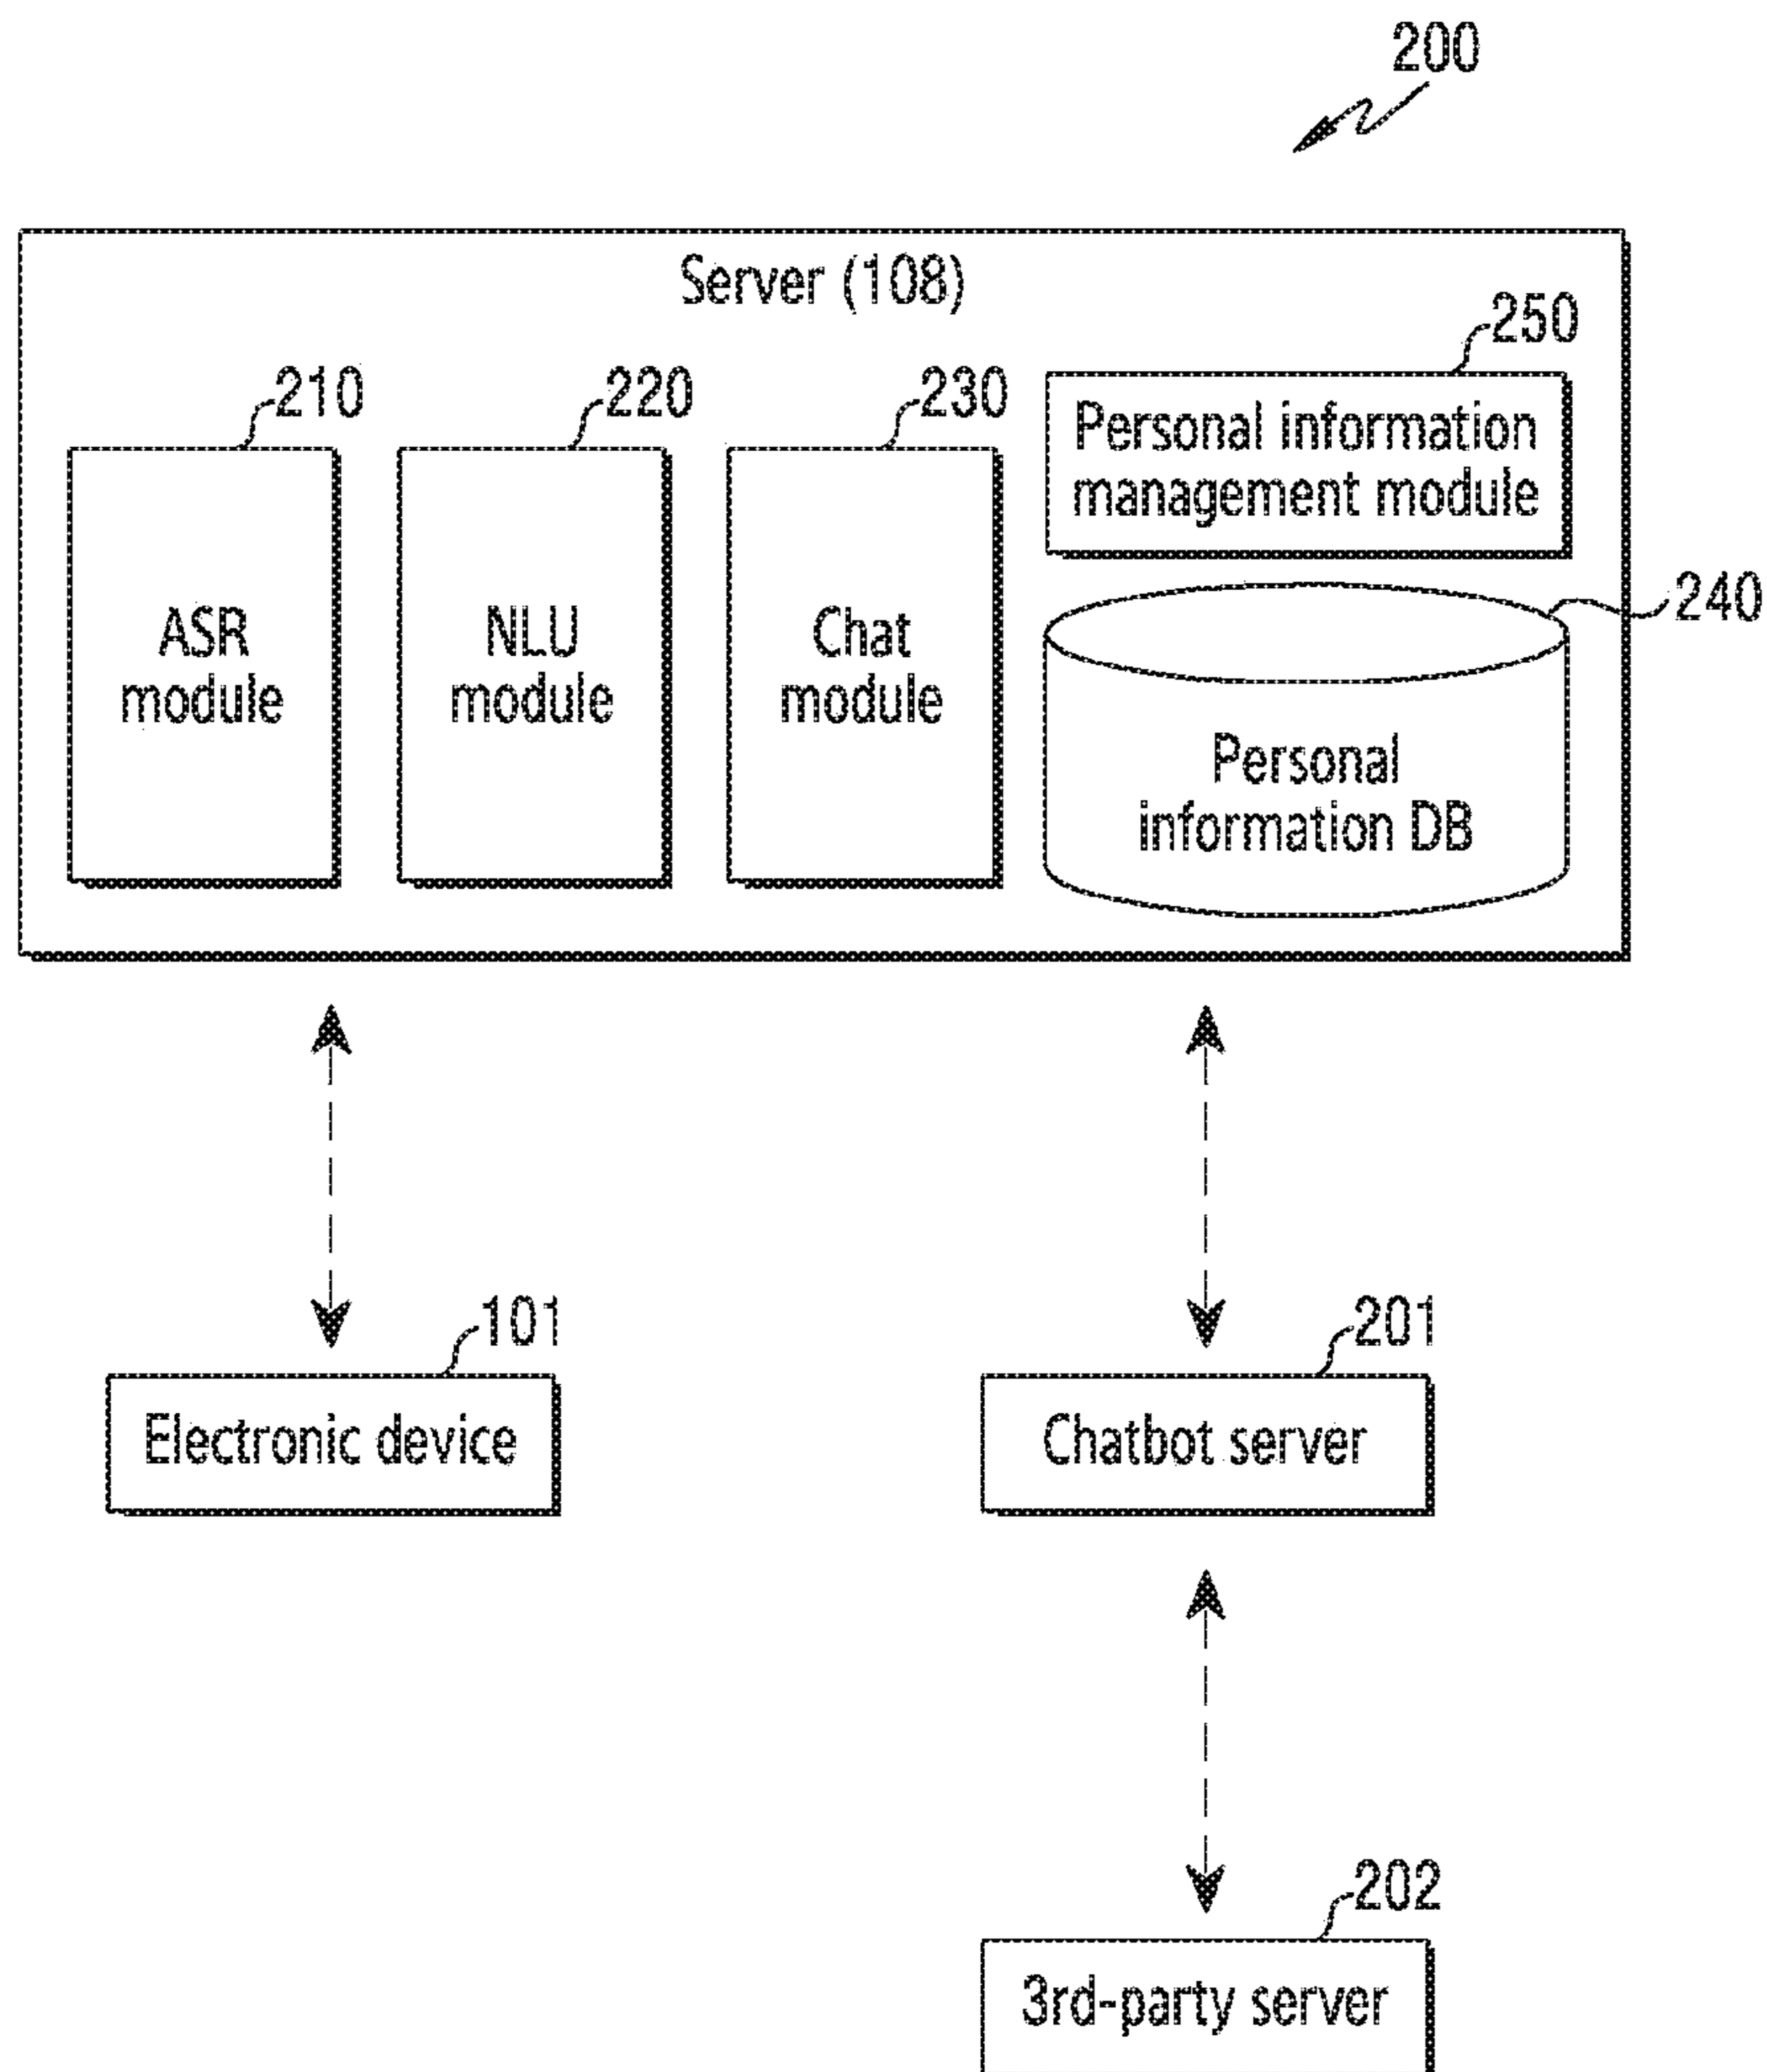 200
Server (108)
210
220
230
250
ASR
module
NLU
module
Chat
module
Personal information
management module
240
Personal
information DB
101
Electronic device
201
Chatbot server
202
3rd-party server